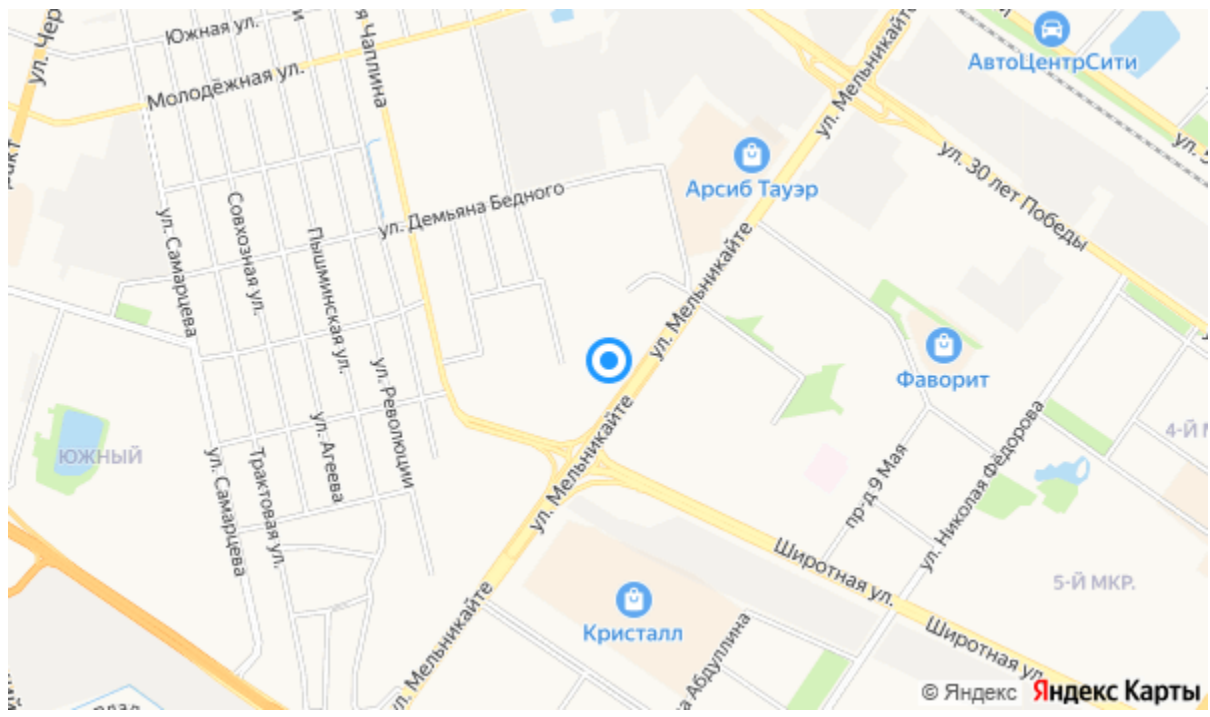 Южная ул.
ул. Чер
Чаплина
АвтоЦентрСити
Молодёжная ул.
ул. Мельникайте
ул. 30 лет Победы
Арсиб Тауэр
ул. Демьяна Бедного
ул. Самарцева
Совхозная ул.
Пышминская ул.
ул. Мельникайте
Фаворит
ул. Революции
ул. Агеева
ул. Мельникайте
ЮЖНЫЙ
ул. Самарцева
Трактовая ул.
пр-д 9 Мая
ул. Николая Фёдорова
4-Й М
Широтная ул.
5-Й МКР.
Кристалл
ул. Мельникайте
Абдуллина
Широтная ул.
© Яндекс Яндекс Карты